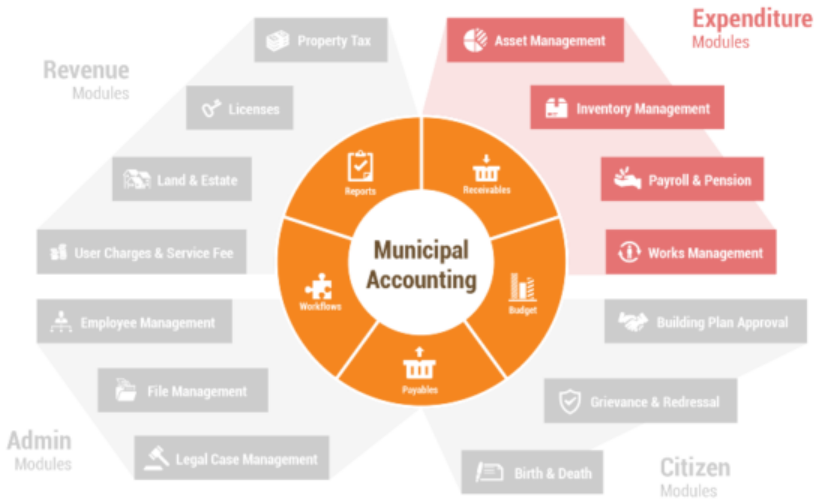 Expenditure
Modules
Asset Management
Inventory Management
Payroll & Pension
Works Management
Revenue
Modules
Property Tax
Licenses
Land & Estate
User Charges & Service Fee
Reports
Receivables
Municipal
Accounting
Workflows
Budget
Payables
Employee Management
File Management
Legal Case Management
Admin
Modules
Building Plan Approval
Grievance & Redressal
Birth & Death
Citizen
Modules